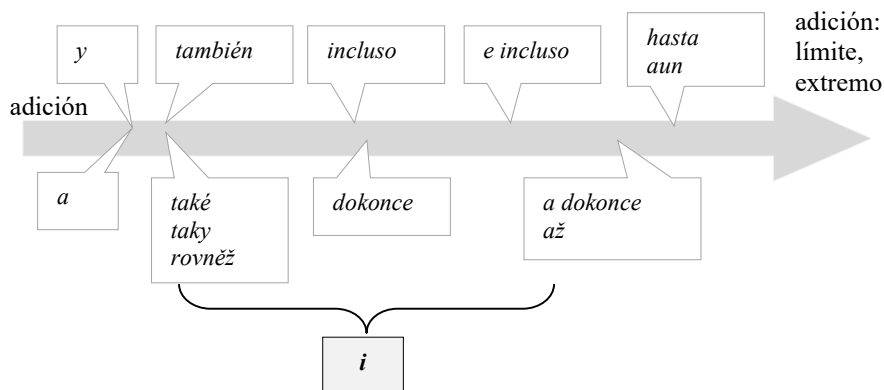 y
también
incluso
e incluso
hasta
aun
adición:
límite,
extremo
adición
a
také
taky
rovněž
dokonce
a dokonce
až
i